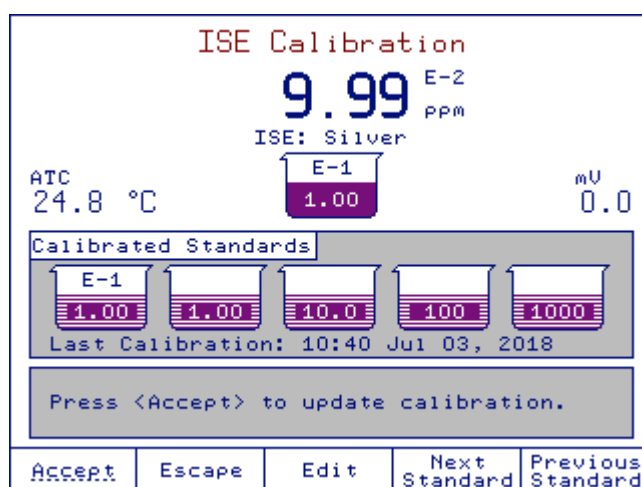 ISE Calibration
9.99 E-2 ppm
ISE: Silver
E-1
1.00
ATC
24.8 °C
mV
0.0
Calibrated Standards
E-1
1.00 1.00 10.0 100 1000
Last Calibration: 10:40 Jul 03, 2018
Press <Accept> to update calibration.
Accept Escape Edit Next Standard Previous Standard